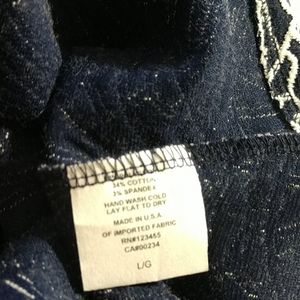 34% COTTON
3% SPANDEX
HAND WASH COLD
LAY FLAT TO DRY
MADE IN U.S.A.
OF IMPORTED FABRIC
RN#123455
CA#00234
L/G